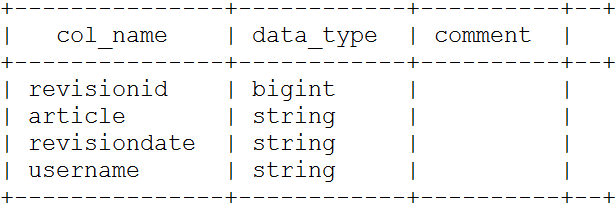 +---------------+------------+----------+--+
|   col_name    | data_type  | comment  |  |
+---------------+------------+----------+--+
| revisionid    | bigint     |          |  |
| article       | string     |          |  |
| revisiondate  | string     |          |  |
| username      | string     |          |  |
+---------------+------------+----------+--+